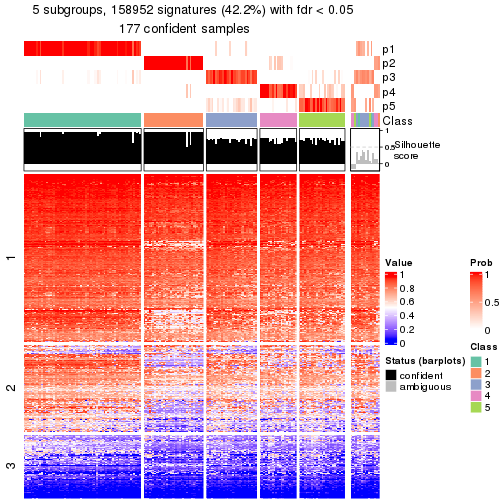 5 subgroups, 158952 signatures (42.2%) with fdr < 0.05
177 confident samples
p1
p2
p3
p4
p5
Class
1
0.5
0
Silhouette
score
1
2
3
Value
1
0.8
0.6
0.4
0.2
0
Status (barplots)
confident
ambiguous
Prob
1
0.5
0
Class
1
2
3
4
5